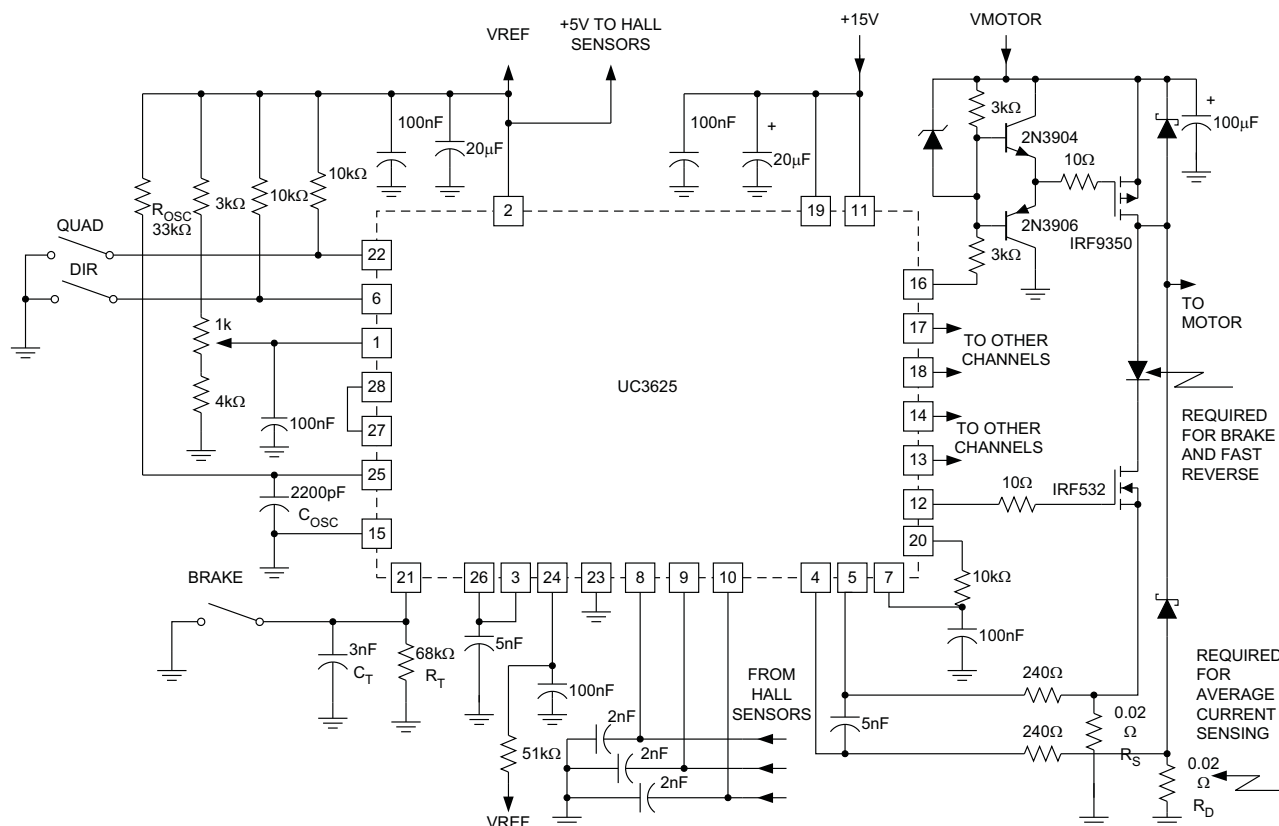 VREF
+5V TO HALL
SENSORS
+15V
VMOTOR
100nF
20µF
100nF
+
20µF
3kΩ
2N3904
10Ω
+
100µF
ROSC
33kΩ
3kΩ
10kΩ
10kΩ
2
19
11
2N3906
IRF9350
QUAD
22
3kΩ
DIR
6
16
TO
MOTOR
1k
1
17
TO OTHER
CHANNELS
28
UC3625
18
4kΩ
100nF
27
14
TO OTHER
CHANNELS
REQUIRED
FOR BRAKE
AND FAST
REVERSE
25
13
2200pF
COSC
10Ω
IRF532
12
15
20
BRAKE
21
26
3
24
23
8
9
10
4
5
7
10kΩ
3nF
CT
68kΩ
RT
5nF
100nF
100nF
FROM
HALL
SENSORS
240Ω
REQUIRED
FOR
AVERAGE
CURRENT
SENSING
51kΩ
2nF
2nF
2nF
5nF
240Ω
0.02
Ω
RS
0.02
Ω
RD
VREF